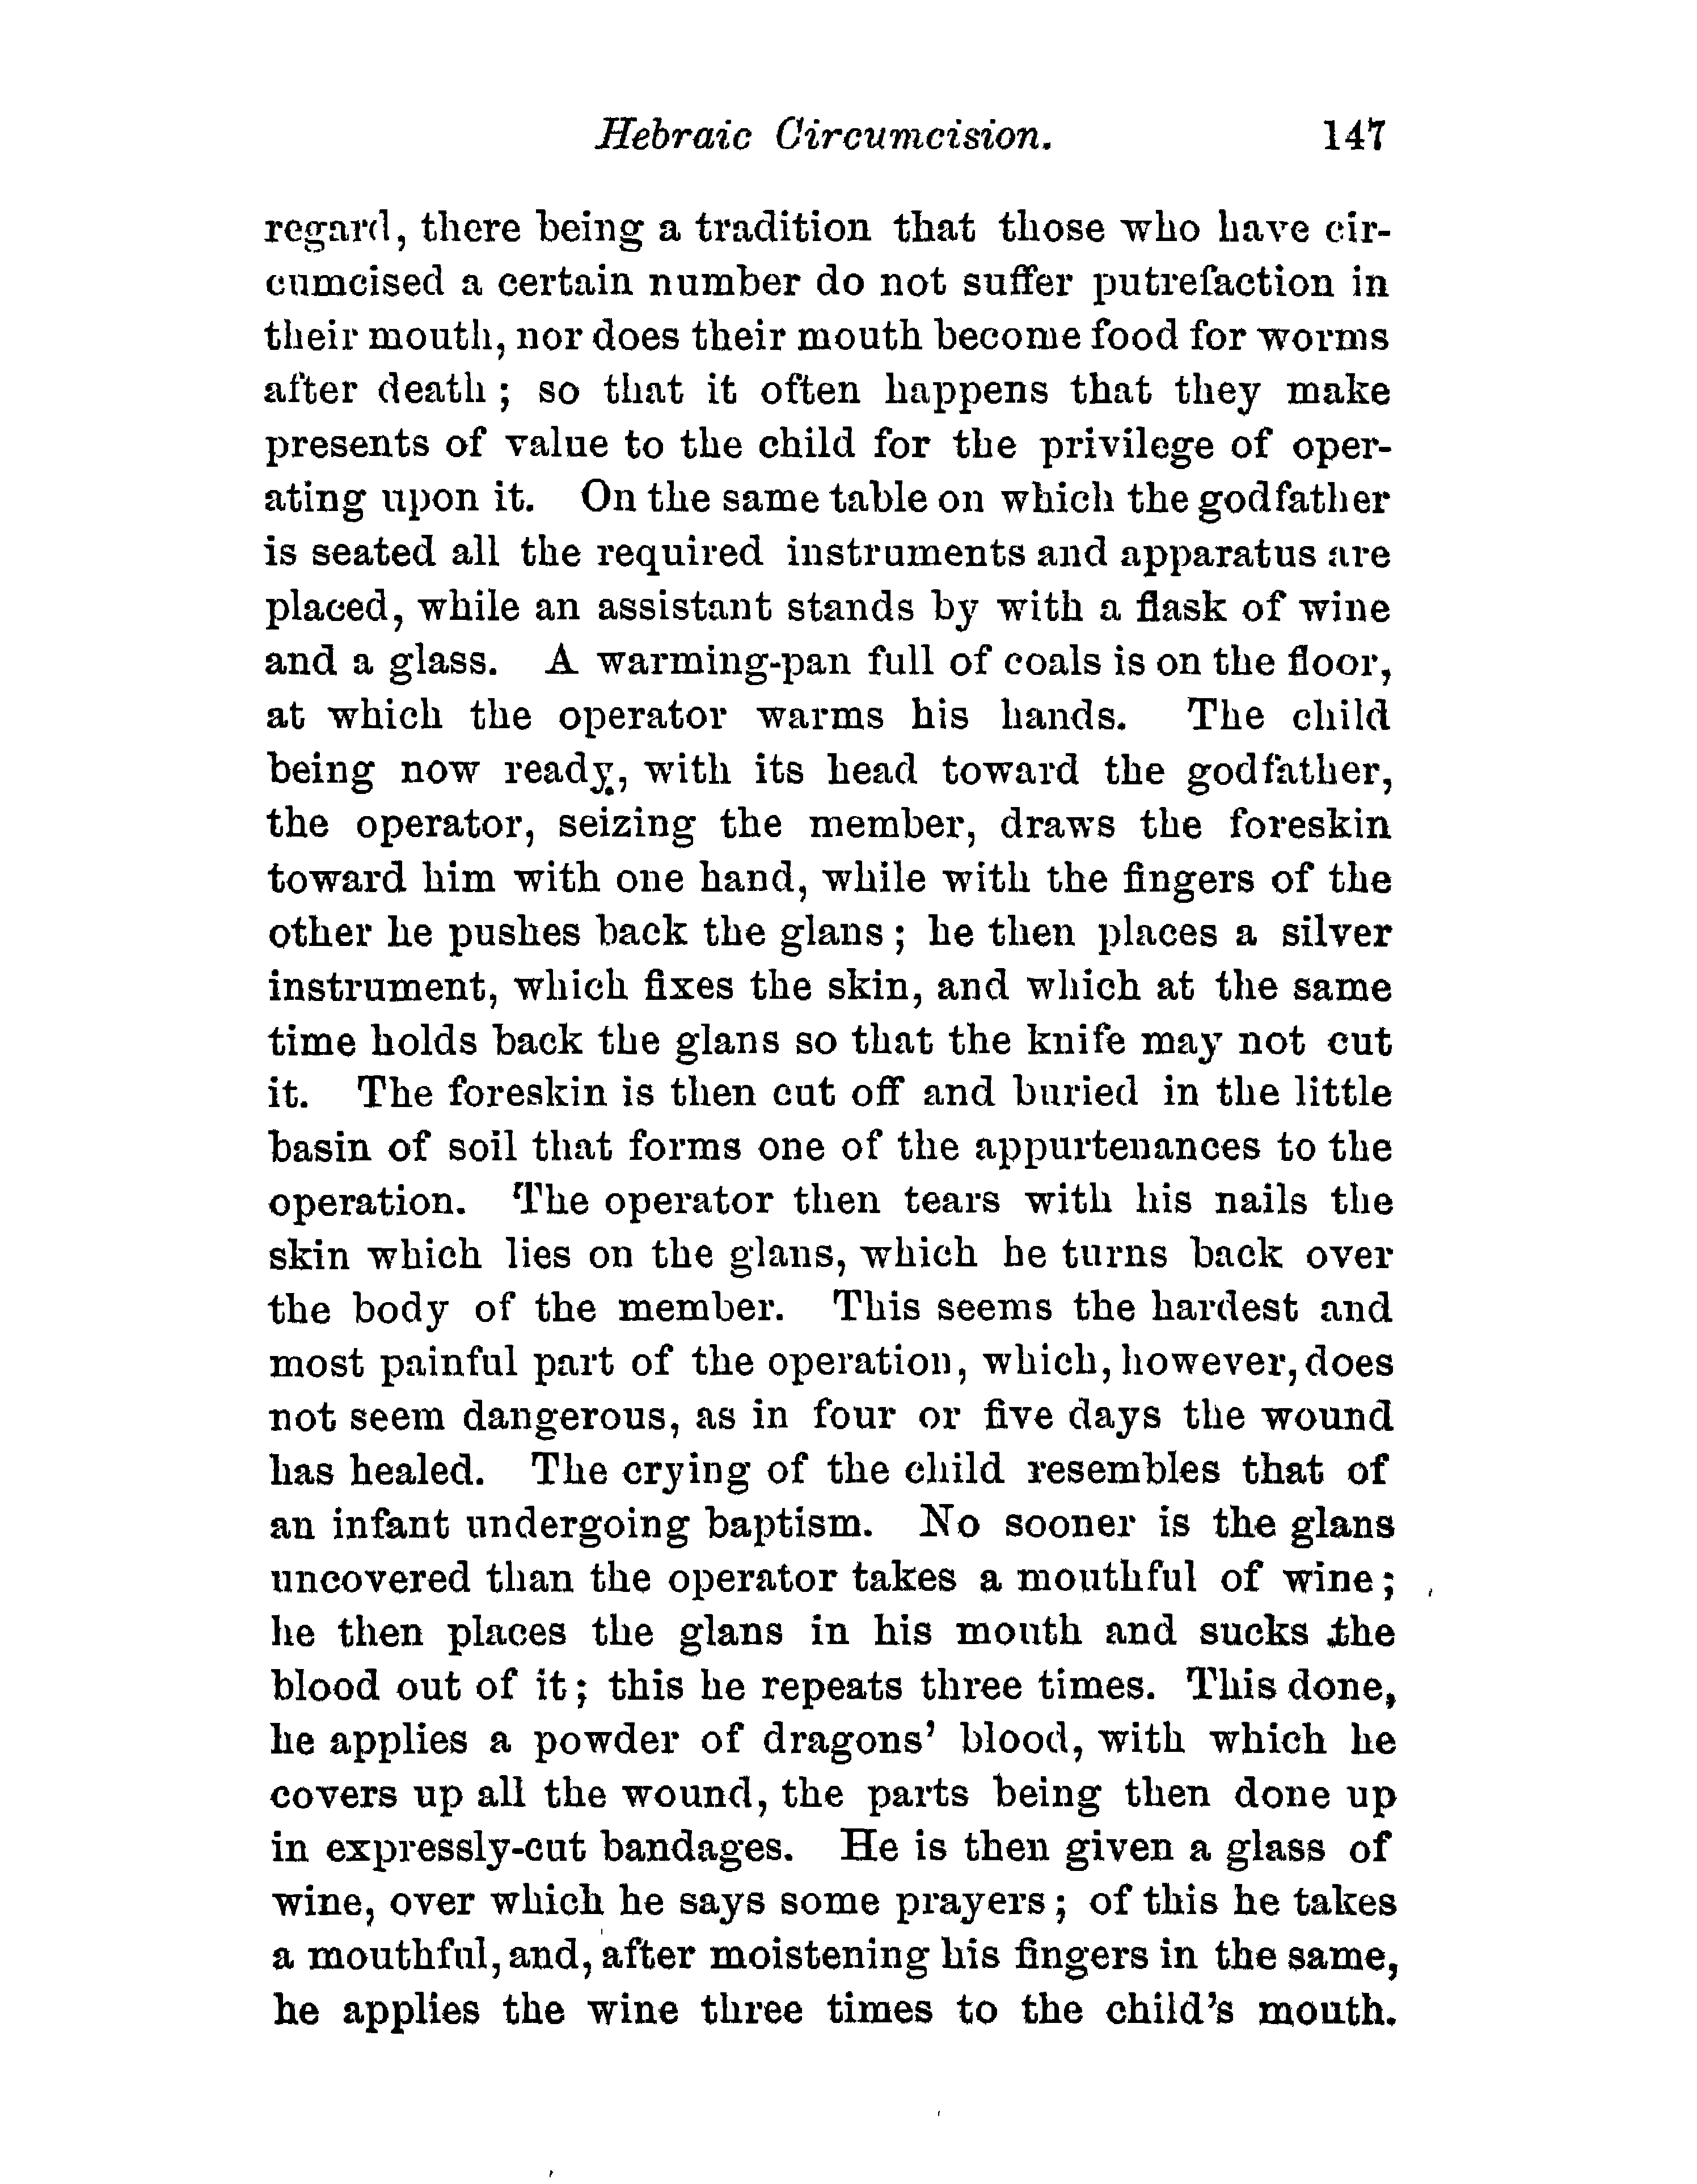 Hebraic Circumcision. 147
regard, there being a tradition that those who have cir-
cumcised a certain number do not suffer putrefaction in
their mouth, nor does their mouth become food for worms
after death ; so that it often happens that they make
presents of value to the child for the privilege of oper-
ating upon it. On the same table on which the godfather
is seated all the required instruments and apparatus are
placed, while an assistant stands by with a flask of wine
and a glass. A warming-pan full of coals is on the floor,
at which the operator warms his hands. The child
being now ready, with its head toward the godfather,
the operator, seizing the member, draws the foreskin
toward him with one hand, while with the fingers of the
other he pushes back the glans ; he then places a silver
instrument, which fixes the skin, and which at the same
time holds back the glans so that the knife may not cut
it. The foreskin is then cut off and buried in the little
basin of soil that forms one of the appurtenances to the
operation. The operator then tears with his nails the
skin which lies on the glans, which he turns back over
the body of the member. This seems the hardest and
most painful part of the operation, which, however, does
not seem dangerous, as in four or five days the wound
has healed. The crying of the child resembles that of
an infant undergoing baptism. No sooner is the glans
uncovered than the operator takes a mouthful of wine ;
he then places the glans in his mouth and sucks the
blood out of it ; this he repeats three times. This done,
he applies a powder of dragons' blood, with which he
covers up all the wound, the parts being then done up
in expressly-cut bandages. He is then given a glass of
wine, over which he says some prayers ; of this he takes
a mouthful, and, after moistening his fingers in the same,
he applies the wine three times to the child's mouth.